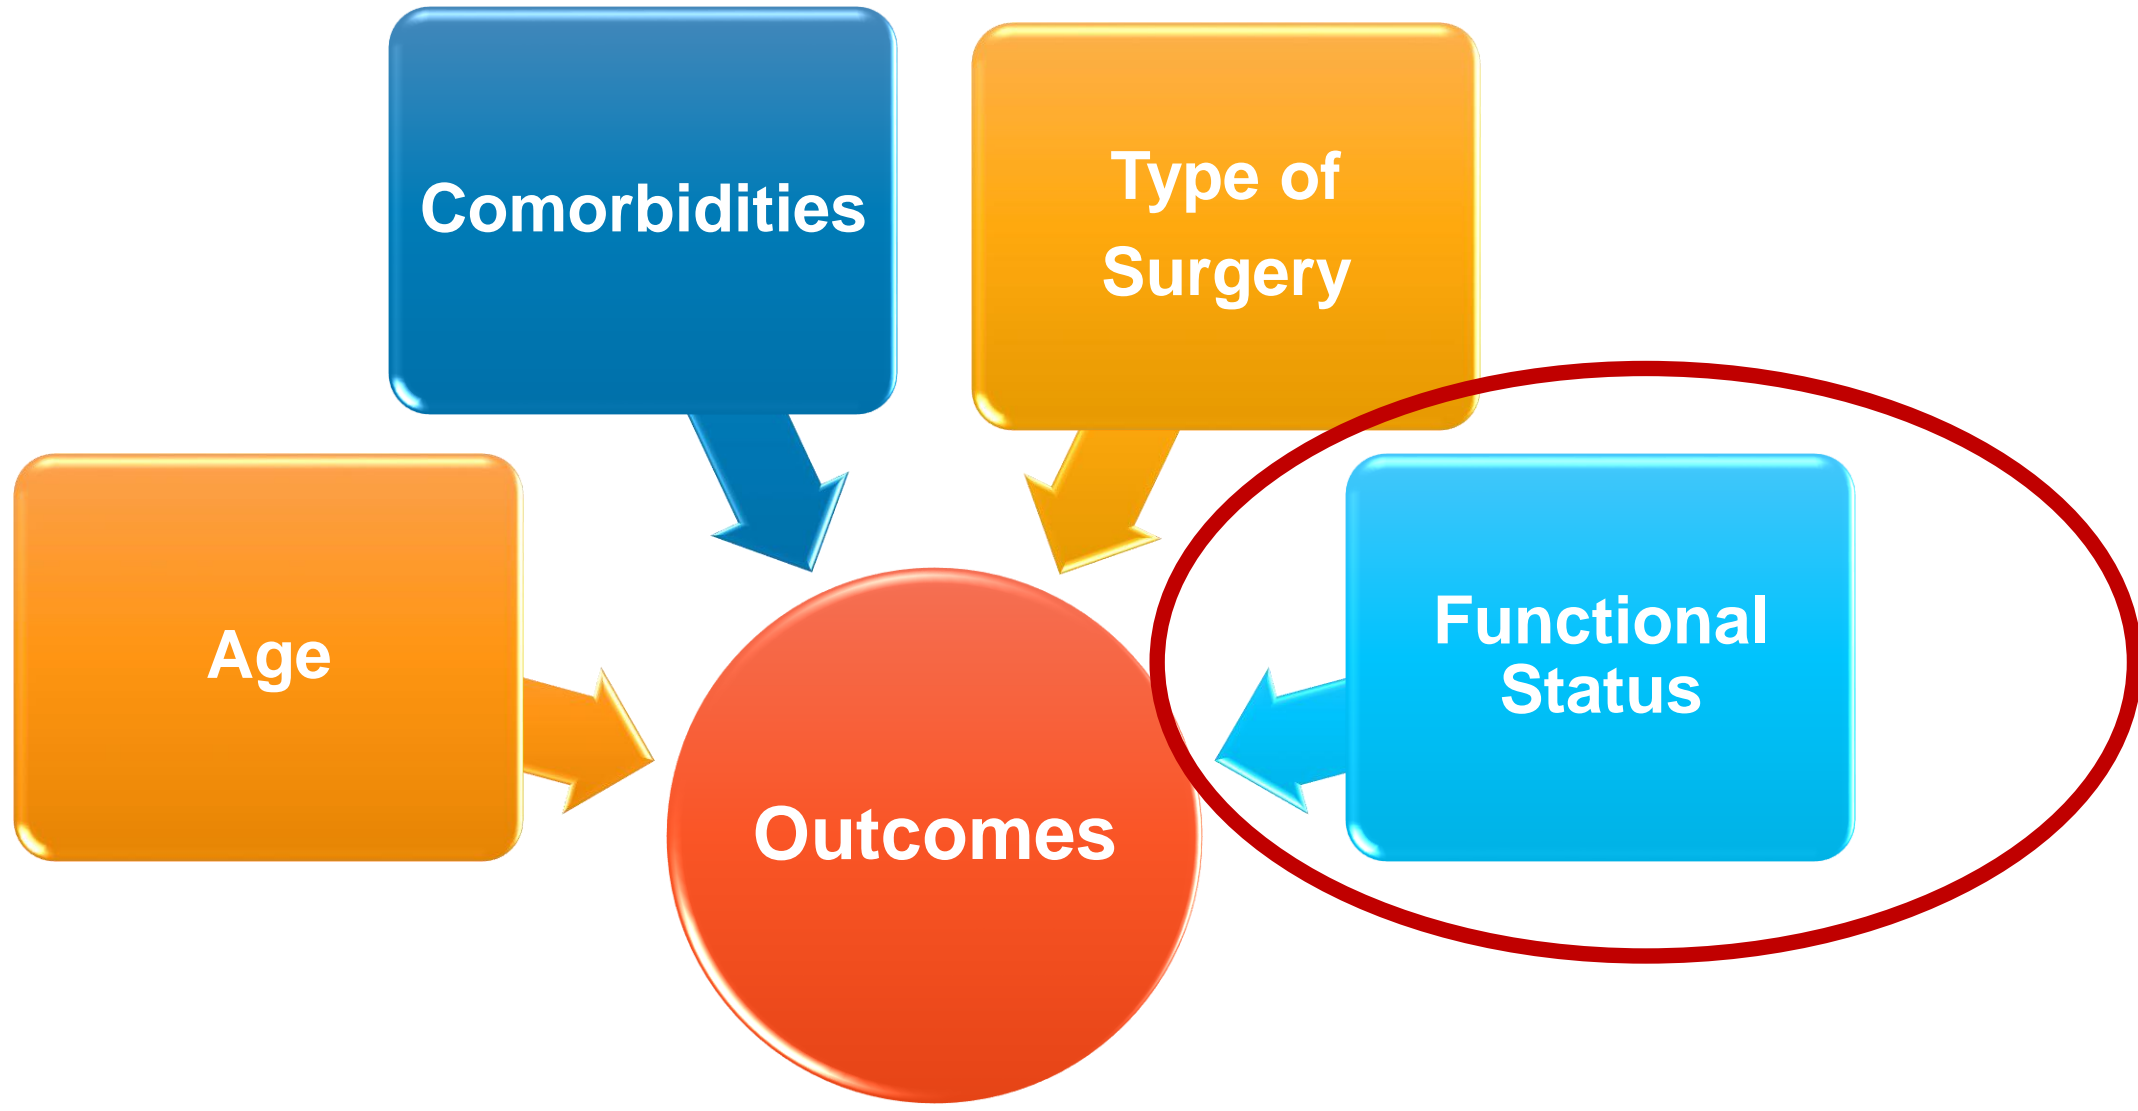 Comorbidities
Type of
Surgery
Age
Functional
Status
Outcomes